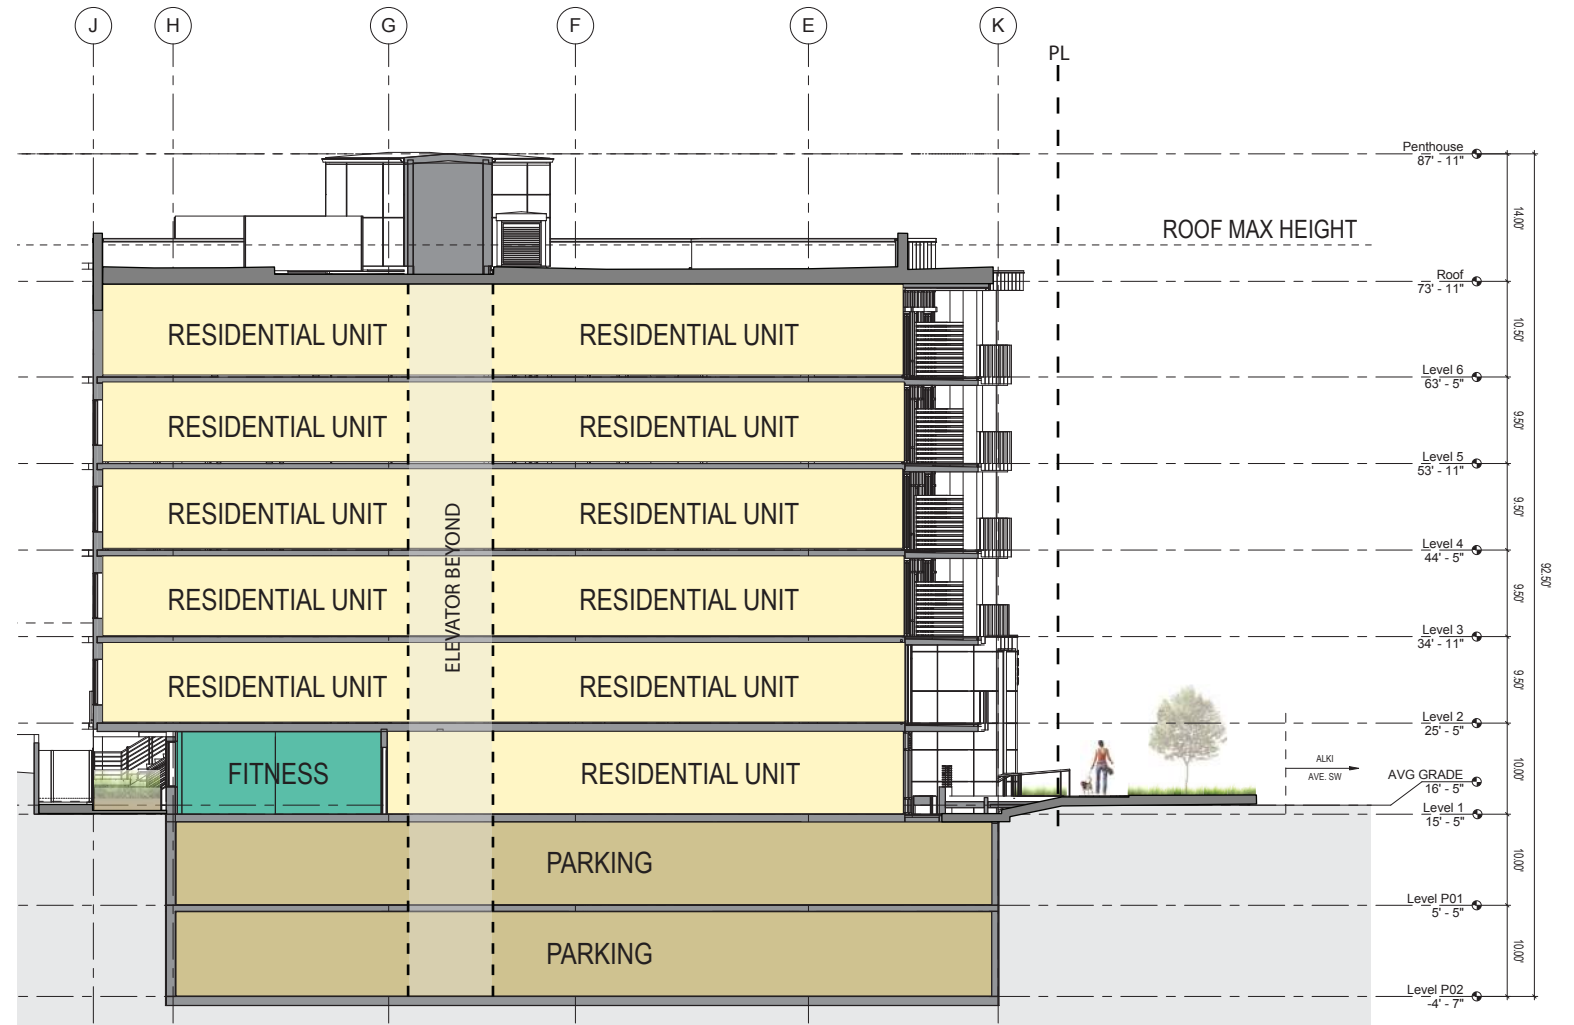 J H G F E K
PL
Penthouse
87' - 11"
14.00'
ROOF MAX HEIGHT
Roof
73' - 11"
RESIDENTIAL UNIT RESIDENTIAL UNIT
10.50'
Level 6
63' - 5"
RESIDENTIAL UNIT RESIDENTIAL UNIT
9.50'
Level 5
53' - 11"
RESIDENTIAL UNIT RESIDENTIAL UNIT
9.50'
ELEVATOR BEYOND
Level 4
44' - 5"
92.50'
RESIDENTIAL UNIT RESIDENTIAL UNIT
9.50'
Level 3
34' - 11"
RESIDENTIAL UNIT RESIDENTIAL UNIT
9.50'
Level 2
25' - 5"
FITNESS RESIDENTIAL UNIT
ALKI
AVE. SW
10.00'
AVG GRADE
16' - 5"
Level 1
15' - 5"
PARKING
10.00'
Level P01
5' - 5"
PARKING
10.00'
Level P02
-4' - 7"